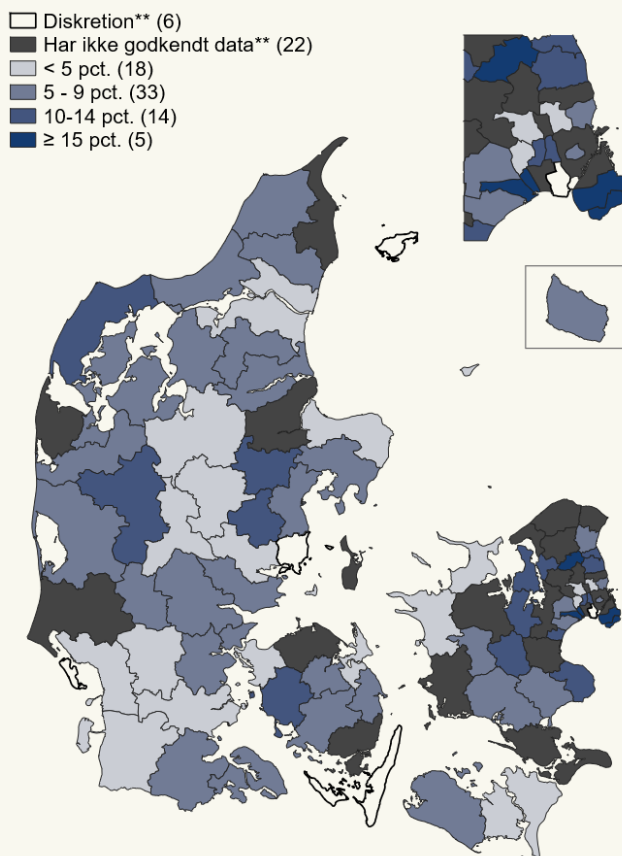 Diskretion** (6)
Har ikke godkendt data** (22)
< 5 pct. (18)
5 - 9 pct. (33)
10-14 pct. (14)
≥ 15 pct. (5)